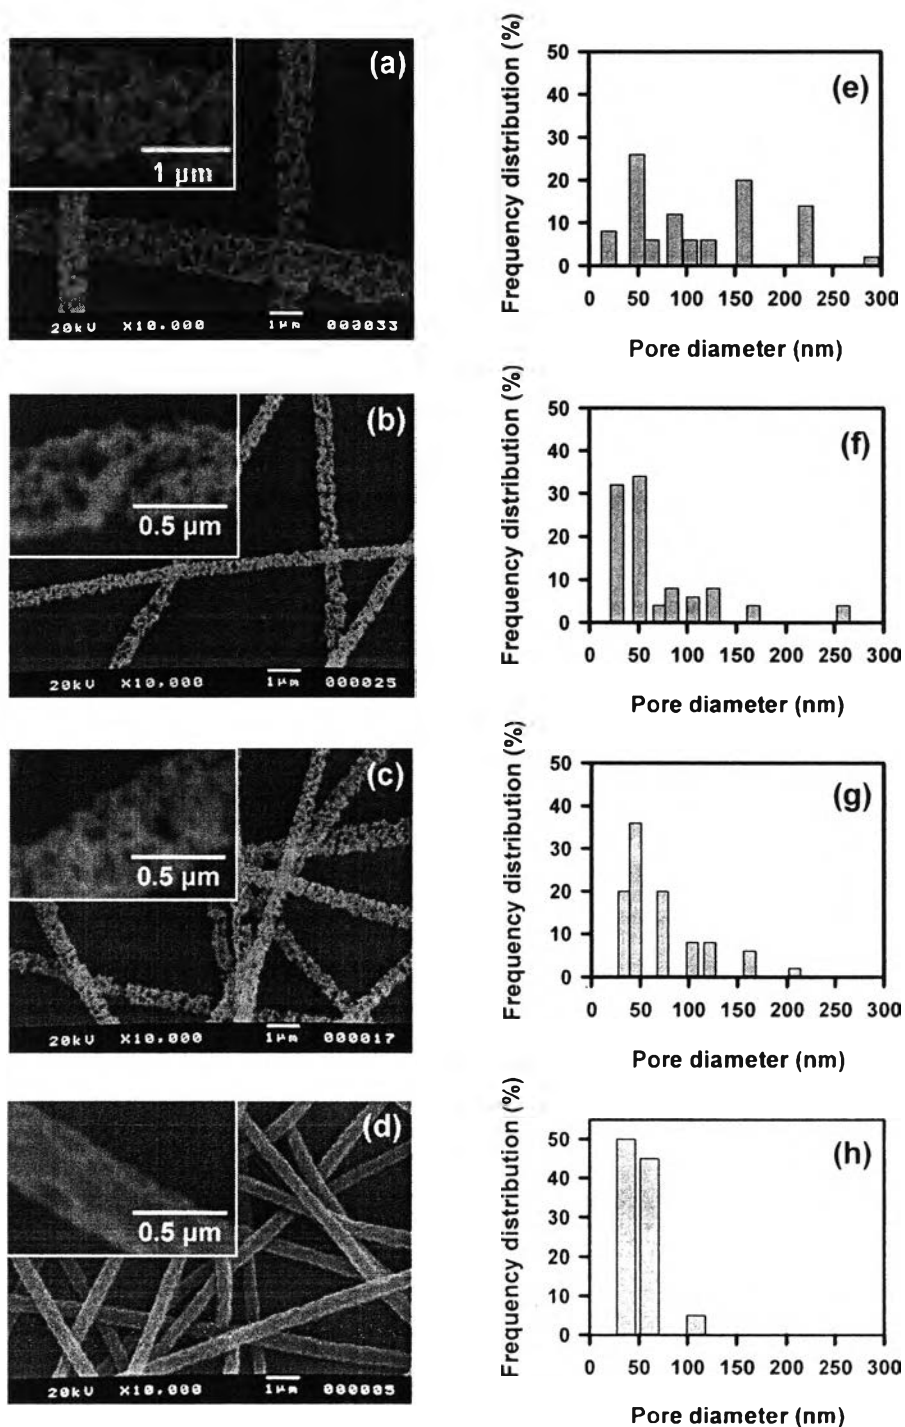 (a)
1 μm
20kV X10,000 1μm 000033
Frequency distribution (%)
50
40
30
20
10
0
(e)
0 50 100 150 200 250 300
Pore diameter (nm)
(b)
0.5 μm
20kV X10,000 1μm 000025
Frequency distribution (%)
50
40
30
20
10
0
(f)
0 50 100 150 200 250 300
Pore diameter (nm)
(c)
0.5 μm
20kV X10,000 1μm 000017
Frequency distribution (%)
50
40
30
20
10
0
(g)
0 50 100 150 200 250 300
Pore diameter (nm)
(d)
0.5 μm
20kV X10,000 1μm 000005
Frequency distribution (%)
50
40
30
20
10
0
(h)
0 50 100 150 200 250 300
Pore diameter (nm)